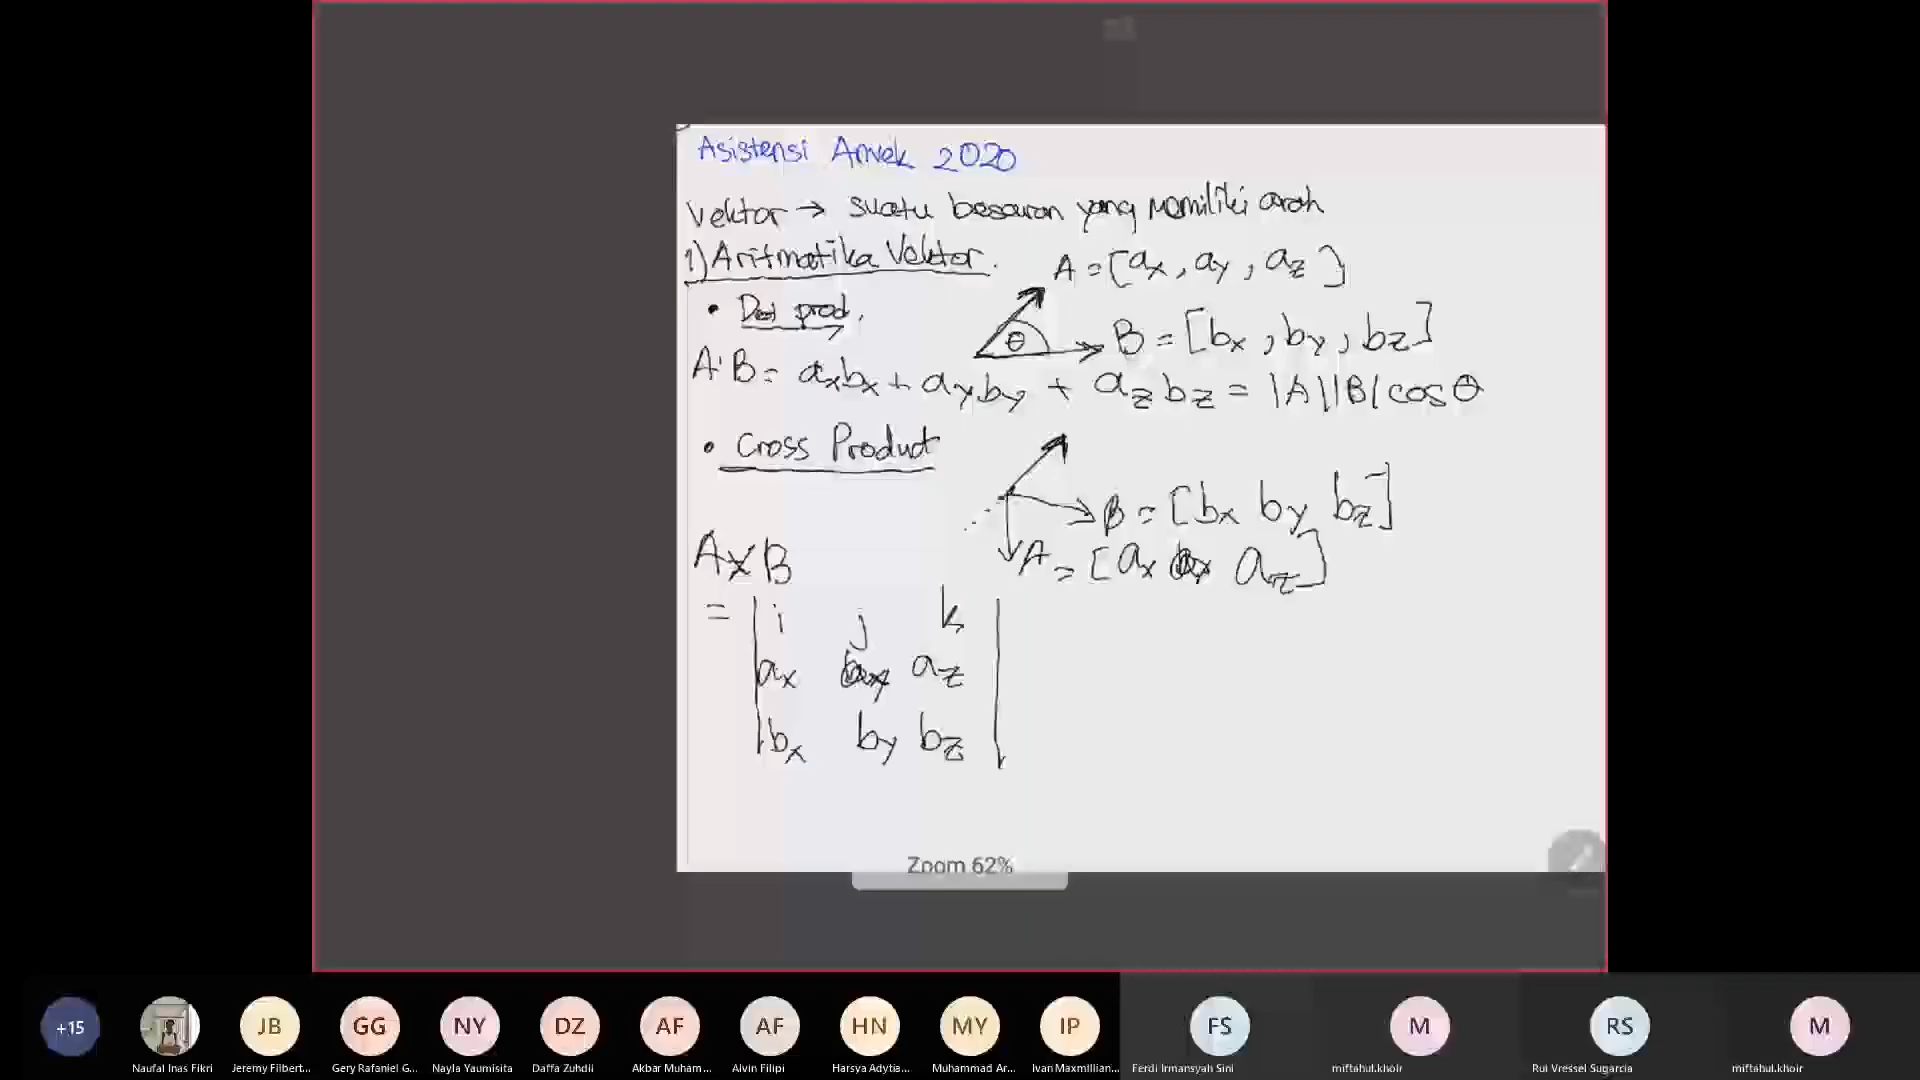 Asistensi Anvek 2020
Vektor → suatu besaran yang memiliki arah
1) Aritmatika Vektor.
A = [ax, ay, az]
• Dot prod.
θ
B = [bx, by, bz]
A·B = axbx + ayby + azbz = |A||B| cos θ
• Cross Product
B = [bx by bz]
A = [ax ay az]
AxB
= | i j k |
ax ay az
bx by bz
Zoom 62%
+15
JB
GG
NY
DZ
AF
AF
HN
MY
IP
FS
M
RS
M
Naufal Inas Fikri
Jeremy Filbert...
Gery Rafaniel G...
Nayla Yaumisita
Daffa Zuhdii
Akbar Muham...
Alvin Filipi
Harsya Adytia...
Muhammad Ar...
Ivan Maxmillian...
Ferdi Irmansyah Sini
miftahul.khoir
Rui Vressel Sugarcia
miftahul.khoir